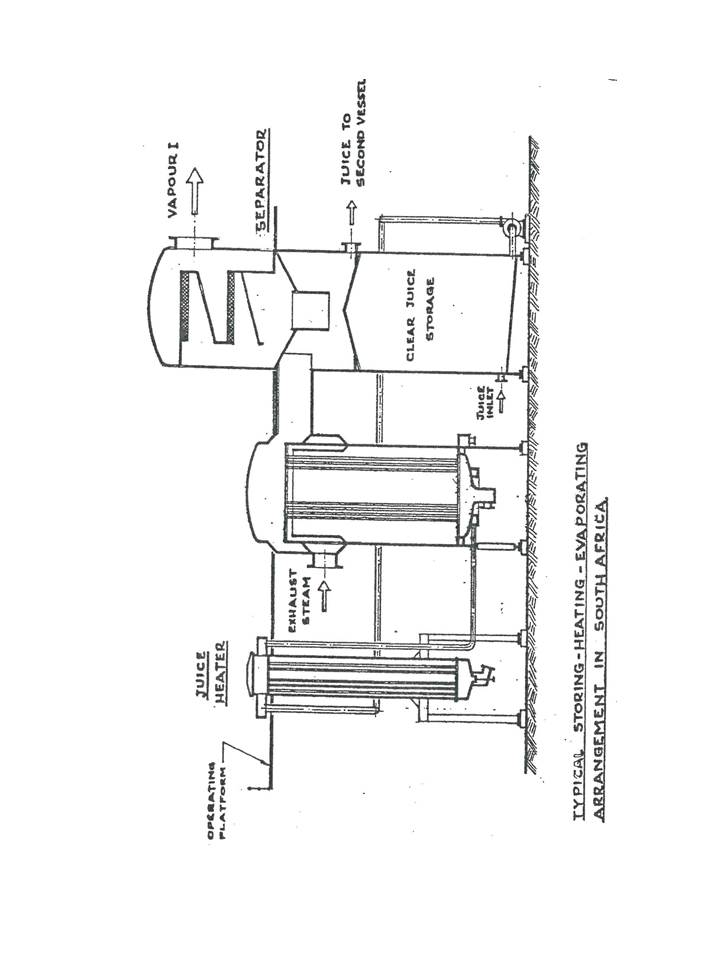 VAPOUR I
SEPARATOR
JUICE TO
SECOND VESSEL
CLEAR JUICE
STORAGE
JUICE
INLET
EXHAUST
STEAM
JUICE
HEATER
OPERATING
PLATFORM
TYPICAL STORING-HEATING-EVAPORATING
ARRANGEMENT IN SOUTH AFRICA.